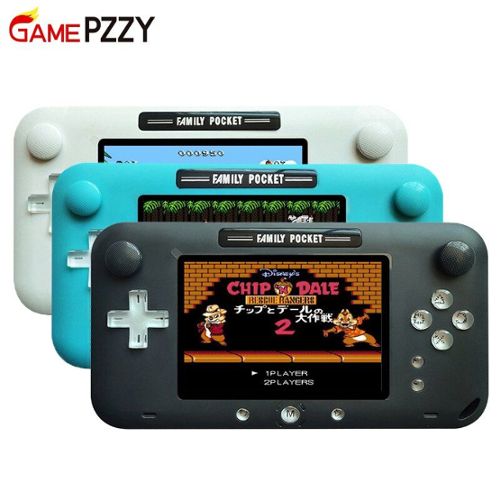 GAMEPZZY
FAMILY POCKET
000550
FAMILY POCKET
FAMILY POCKET
Disney's
CHIP N DALE
RESCUE RANGERS
チップとデールの
大作戦
2
► 1PLAYER
2PLAYERS
M